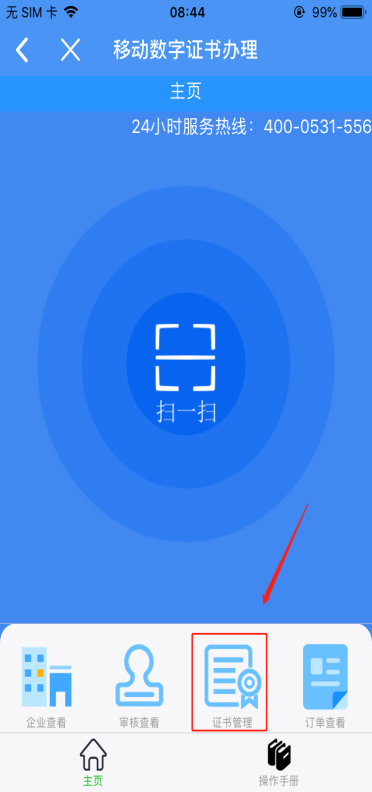 无 SIM 卡 08:44 99%
移动数字证书办理
主页
24小时服务热线：400-0531-556
扫一扫
企业查看 审核查看 证书管理 订单查看
主页 操作手册